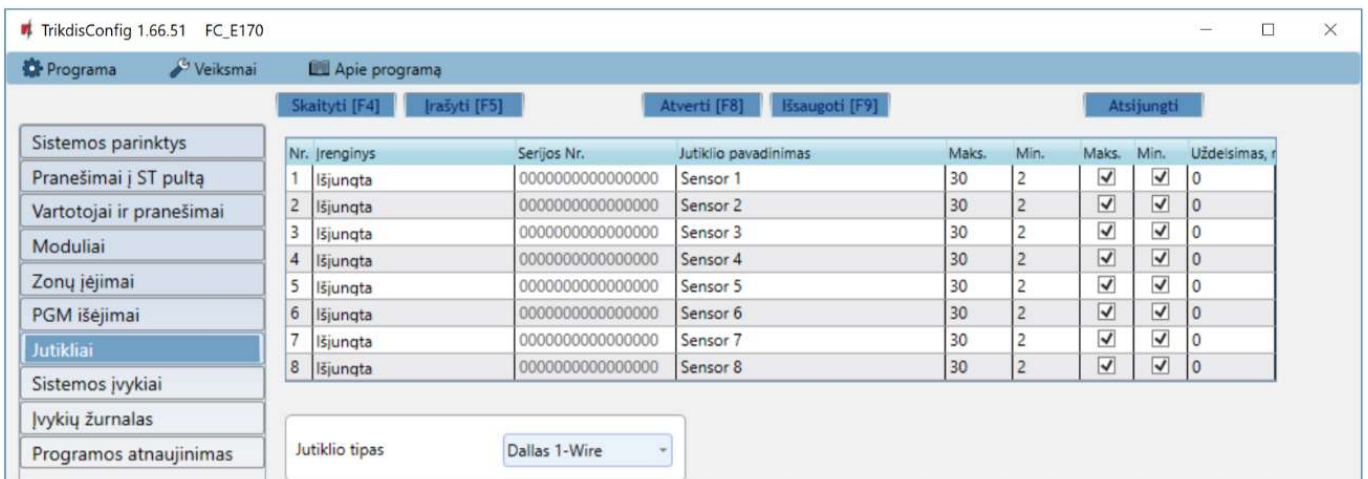 TrikdisConfig 1.66.51 FC_E170
Programa Veiksmai Apie programą
Skaityti [F4] Įrašyti [F5] Atverti [F8] Išsaugoti [F9] Atsijungti
Sistemos parinktys
Pranešimai į ST pultą
Vartotojai ir pranešimai
Moduliai
Zonų įėjimai
PGM išėjimai
Jutikliai
Sistemos įvykiai
Įvykių žurnalas
Programos atnaujinimas
Nr. Įrenginys Serijos Nr. Jutiklio pavadinimas Maks. Min. Maks. Min. Uždelsimas, r
1 Išjungta 0000000000000000 Sensor 1 30 2 0
2 Išjungta 0000000000000000 Sensor 2 30 2 0
3 Išjungta 0000000000000000 Sensor 3 30 2 0
4 Išjungta 0000000000000000 Sensor 4 30 2 0
5 Išjungta 0000000000000000 Sensor 5 30 2 0
6 Išjungta 0000000000000000 Sensor 6 30 2 0
7 Išjungta 0000000000000000 Sensor 7 30 2 0
8 Išjungta 0000000000000000 Sensor 8 30 2 0
Jutiklio tipas Dallas 1-Wire